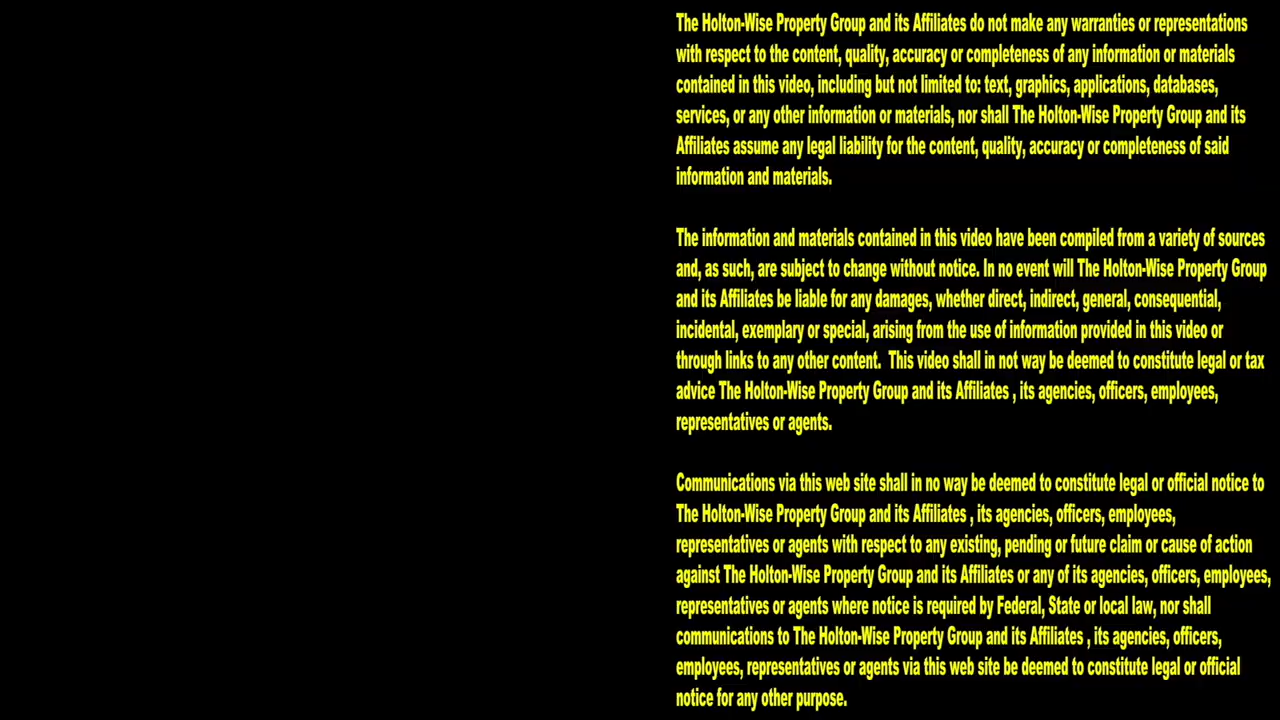 The Holton-Wise Property Group and its Affiliates do not make any warranties or representations
with respect to the content, quality, accuracy or completeness of any information or materials
contained in this video, including but not limited to: text, graphics, applications, databases,
services, or any other information or materials, nor shall The Holton-Wise Property Group and its
Affiliates assume any legal liability for the content, quality, accuracy or completeness of said
information and materials.
The information and materials contained in this video have been compiled from a variety of sources
and, as such, are subject to change without notice. In no event will The Holton-Wise Property Group
and its Affiliates be liable for any damages, whether direct, indirect, general, consequential,
incidental, exemplary or special, arising from the use of information provided in this video or
through links to any other content.  This video shall in not way be deemed to constitute legal or tax
advice The Holton-Wise Property Group and its Affiliates , its agencies, officers, employees,
representatives or agents.
Communications via this web site shall in no way be deemed to constitute legal or official notice to
The Holton-Wise Property Group and its Affiliates , its agencies, officers, employees,
representatives or agents with respect to any existing, pending or future claim or cause of action
against The Holton-Wise Property Group and its Affiliates or any of its agencies, officers, employees,
representatives or agents where notice is required by Federal, State or local law, nor shall
communications to The Holton-Wise Property Group and its Affiliates , its agencies, officers,
employees, representatives or agents via this web site be deemed to constitute legal or official
notice for any other purpose.